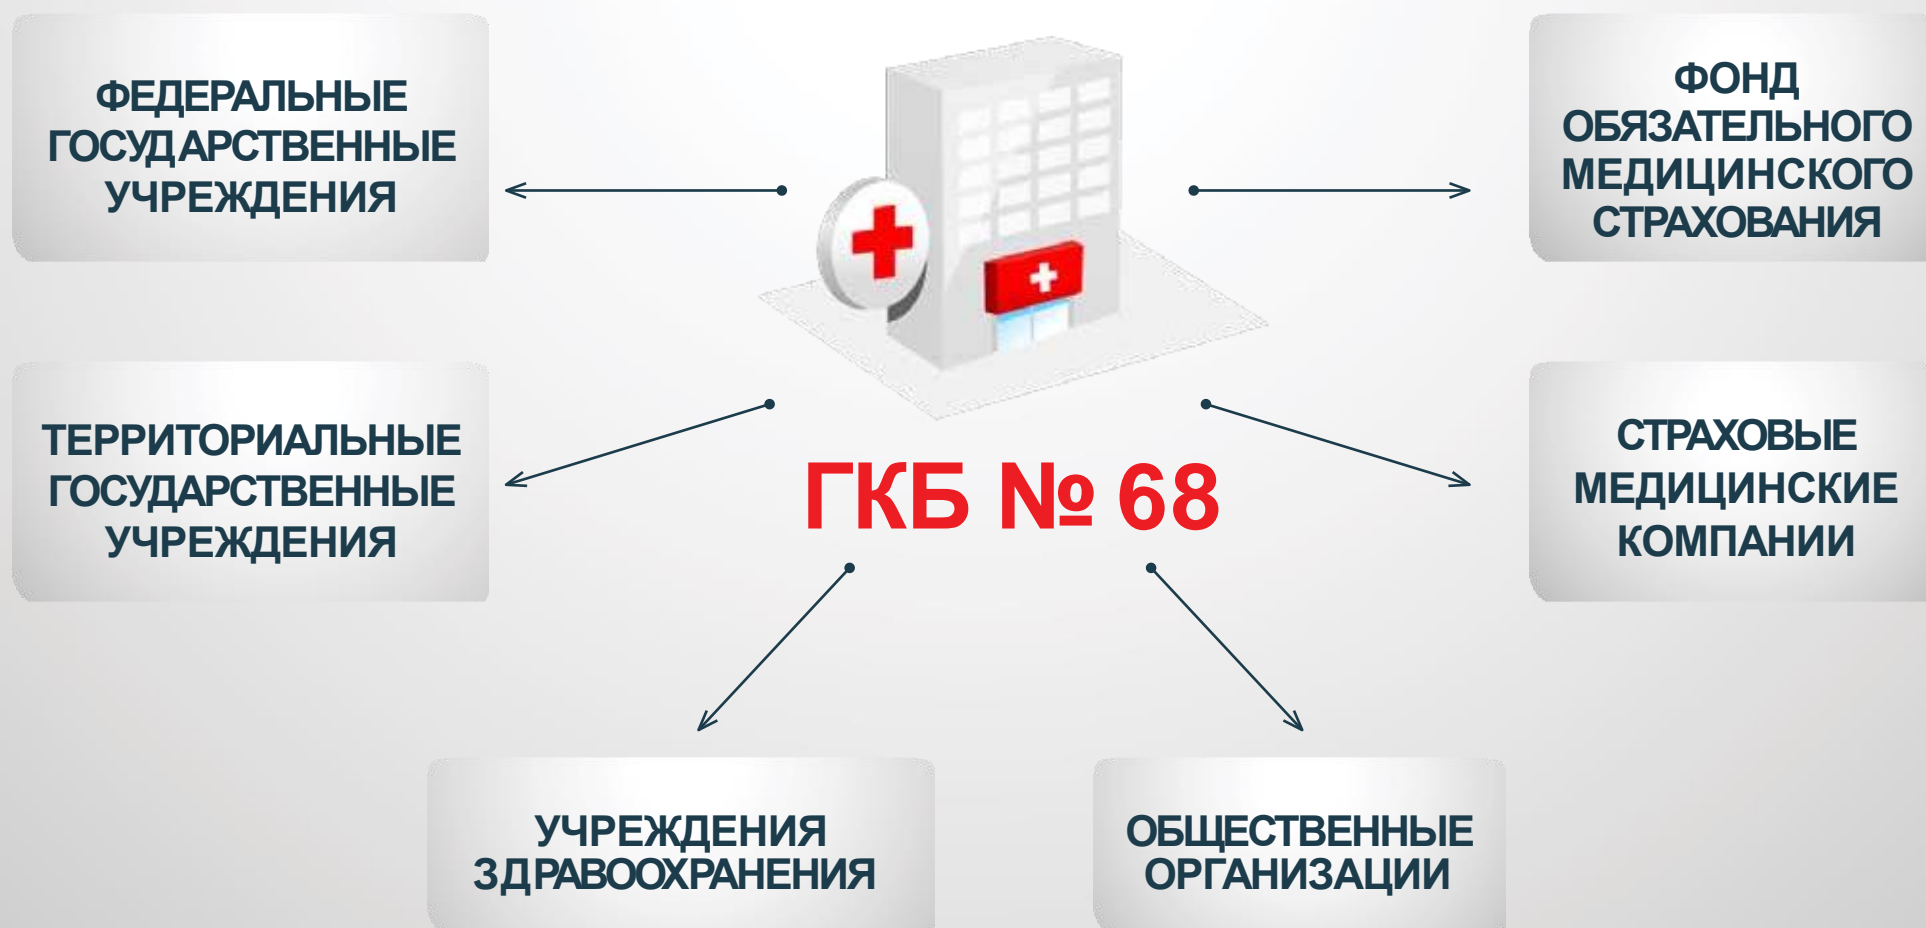 ФЕДЕРАЛЬНЫЕ
ГОСУДАРСТВЕННЫЕ
УЧРЕЖДЕНИЯ
ФОНД
ОБЯЗАТЕЛЬНОГО
МЕДИЦИНСКОГО
СТРАХОВАНИЯ
ТЕРРИТОРИАЛЬНЫЕ
ГОСУДАРСТВЕННЫЕ
УЧРЕЖДЕНИЯ
ГКБ № 68
СТРАХОВЫЕ
МЕДИЦИНСКИЕ
КОМПАНИИ
УЧРЕЖДЕНИЯ
ЗДРАВООХРАНЕНИЯ
ОБЩЕСТВЕННЫЕ
ОРГАНИЗАЦИИ